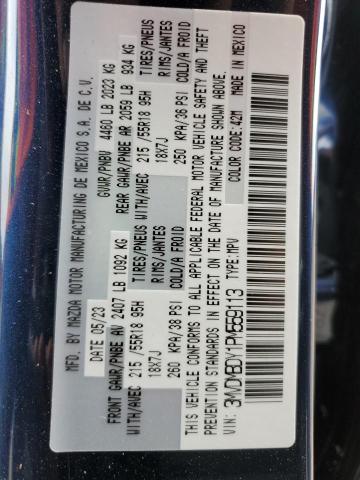 MFD. BY MAZDA MOTOR MANUFACTURING DE MEXICO S.A. DE C.V.
DATE 05/23 GVWR/PNBV 4460 LB 2023 KG
FRONT GAWR/PNBE AV 2407 LB 1092 KG REAR GAWR/PNBE AR 2059 LB 934 KG
WITH/AVEC 215 /55R18 95H TIRES/PNEUS WITH/AVEC 215 /55R18 95H TIRES/PNEUS
18X7J RIMS/JANTES 18X7J RIMS/JANTES
260 KPA/38 PSI COLD/A FROID 250 KPA/36 PSI COLD/A FROID
THIS VEHICLE CONFORMS TO ALL APPLICABLE FEDERAL MOTOR VEHICLE SAFETY AND THEFT
PREVENTION STANDARDS IN EFFECT ON THE DATE OF MANUFACTURE SHOWN ABOVE.
VIN: 3MVDMBDY1PM559113 TYPE:MPV COLOR CODE:42M MADE IN MEXICO